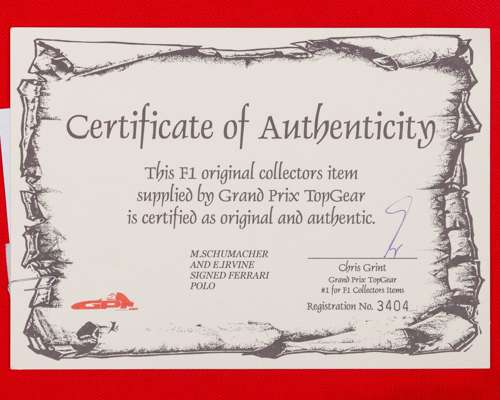 Certificate of Authenticity
This F1 original collectors item
supplied by Grand Prix TopGear
is certified as original and authentic.
M.SCHUMACHER
AND E.IRVINE
SIGNED FERRARI
POLO
Chris Grint
Grand Prix TopGear
#1 for F1 Collectors Items
Registration No. 3404